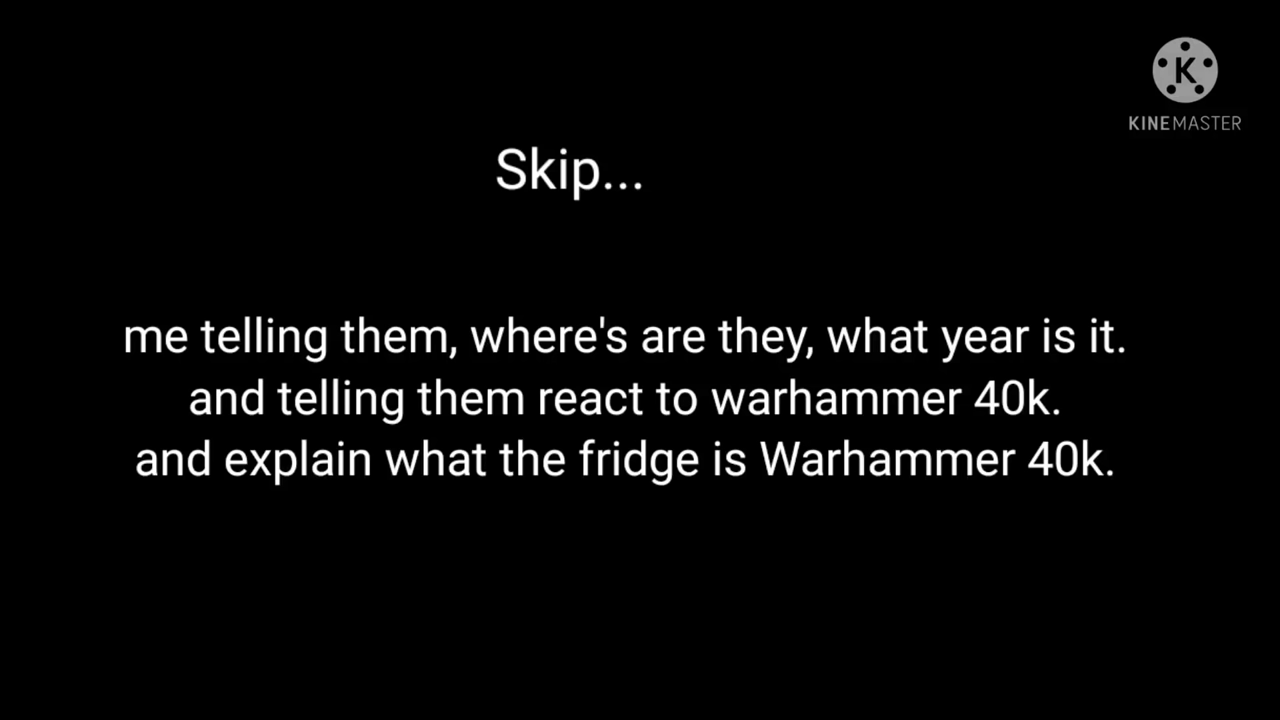 KINEMASTER
Skip...
me telling them, where's are they, what year is it.
and telling them react to warhammer 40k.
and explain what the fridge is Warhammer 40k.